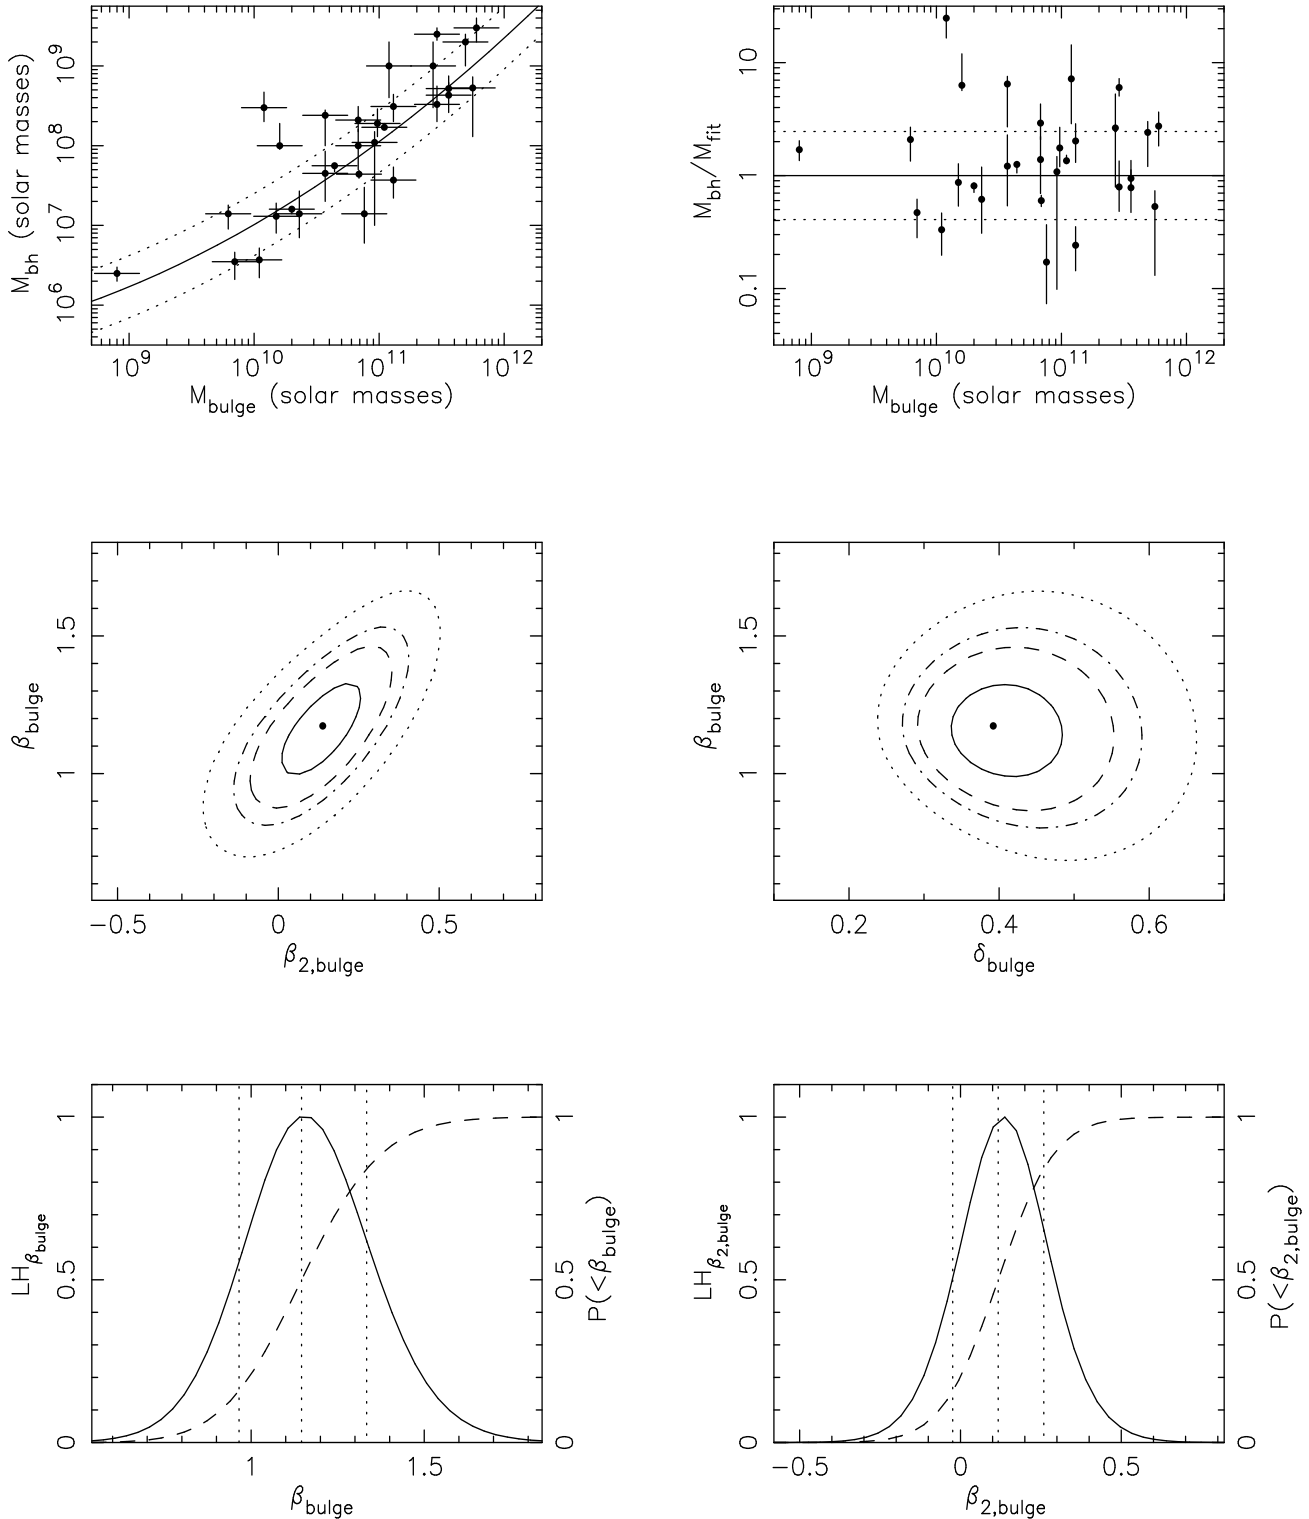 M_bh (solar masses)
10^9
10^8
10^7
10^6
10^9 10^10 10^11 10^12
M_bulge (solar masses)
M_bh/M_fit
10
1
0.1
10^9 10^10 10^11 10^12
M_bulge (solar masses)
β_bulge
1.5
1
−0.5 0 0.5
β_2,bulge
β_bulge
1.5
1
0.2 0.4 0.6
δ_bulge
LH_β_bulge
1
0.5
0
1 1.5
β_bulge
1
0.5
0
P(<β_bulge)
LH_β_2,bulge
1
0.5
0
−0.5 0 0.5
β_2,bulge
1
0.5
0
P(<β_2,bulge)